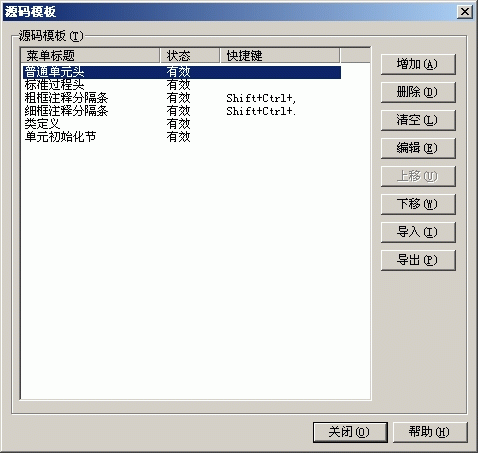 源码模板
源码模板(T)
菜单标题 状态 快捷键
普通单元头 有效
标准过程头 有效
粗框注释分隔条 有效 Shift+Ctrl+,
细框注释分隔条 有效 Shift+Ctrl+.
类定义 有效
单元初始化节 有效
增加(A)
删除(D)
清空(L)
编辑(E)
上移(U)
下移(W)
导入(I)
导出(P)
关闭(O) 帮助(H)